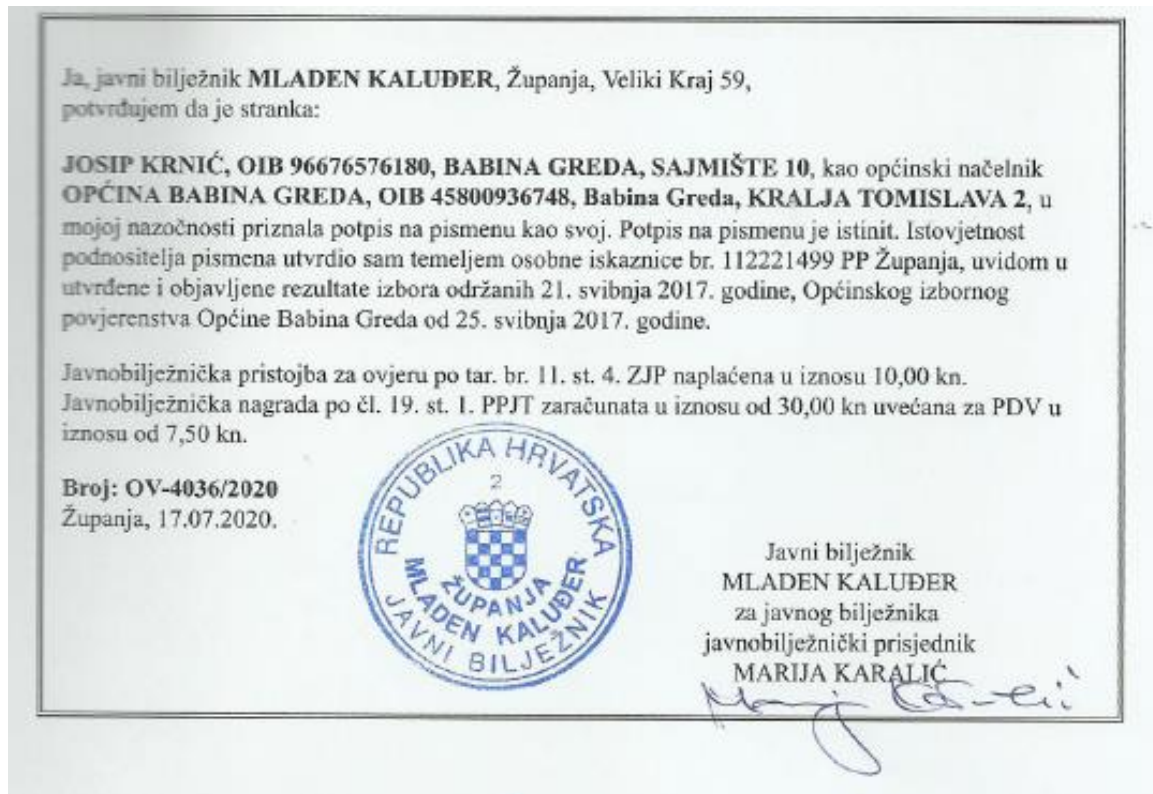 Ja, javni bilježnik MLADEN KALUĐER, Županja, Veliki Kraj 59,
potvrđujem da je stranka:
JOSIP KRNIĆ, OIB 96676576180, BABINA GREDA, SAJMIŠTE 10, kao općinski načelnik
OPĆINA BABINA GREDA, OIB 45800936748, Babina Greda, KRALJA TOMISLAVA 2, u
mojoj nazočnosti priznala potpis na pismenu kao svoj. Potpis na pismenu je istinit. Istovjetnost
podnositelja pismena utvrdio sam temeljem osobne iskaznice br. 112221499 PP Županja, uvidom u
utvrđene i objavljene rezultate izbora održanih 21. svibnja 2017. godine, Općinskog izbornog
povjerenstva Općine Babina Greda od 25. svibnja 2017. godine.
Javnobilježnička pristojba za ovjeru po tar. br. 11. st. 4. ZJP naplaćena u iznosu 10,00 kn.
Javnobilježnička nagrada po čl. 19. st. 1. PPJT zaračunata u iznosu od 30,00 kn uvećana za PDV u
iznosu od 7,50 kn.
Broj: OV-4036/2020
Županja, 17.07.2020.
REPUBLIKA HRVATSKA
2
ŽUPANJA
MLADEN KALUĐER
JAVNI BILJEŽNIK
Javni bilježnik
MLADEN KALUĐER
za javnog bilježnika
javnobilježnički prisjednik
MARIJA KARALIĆ